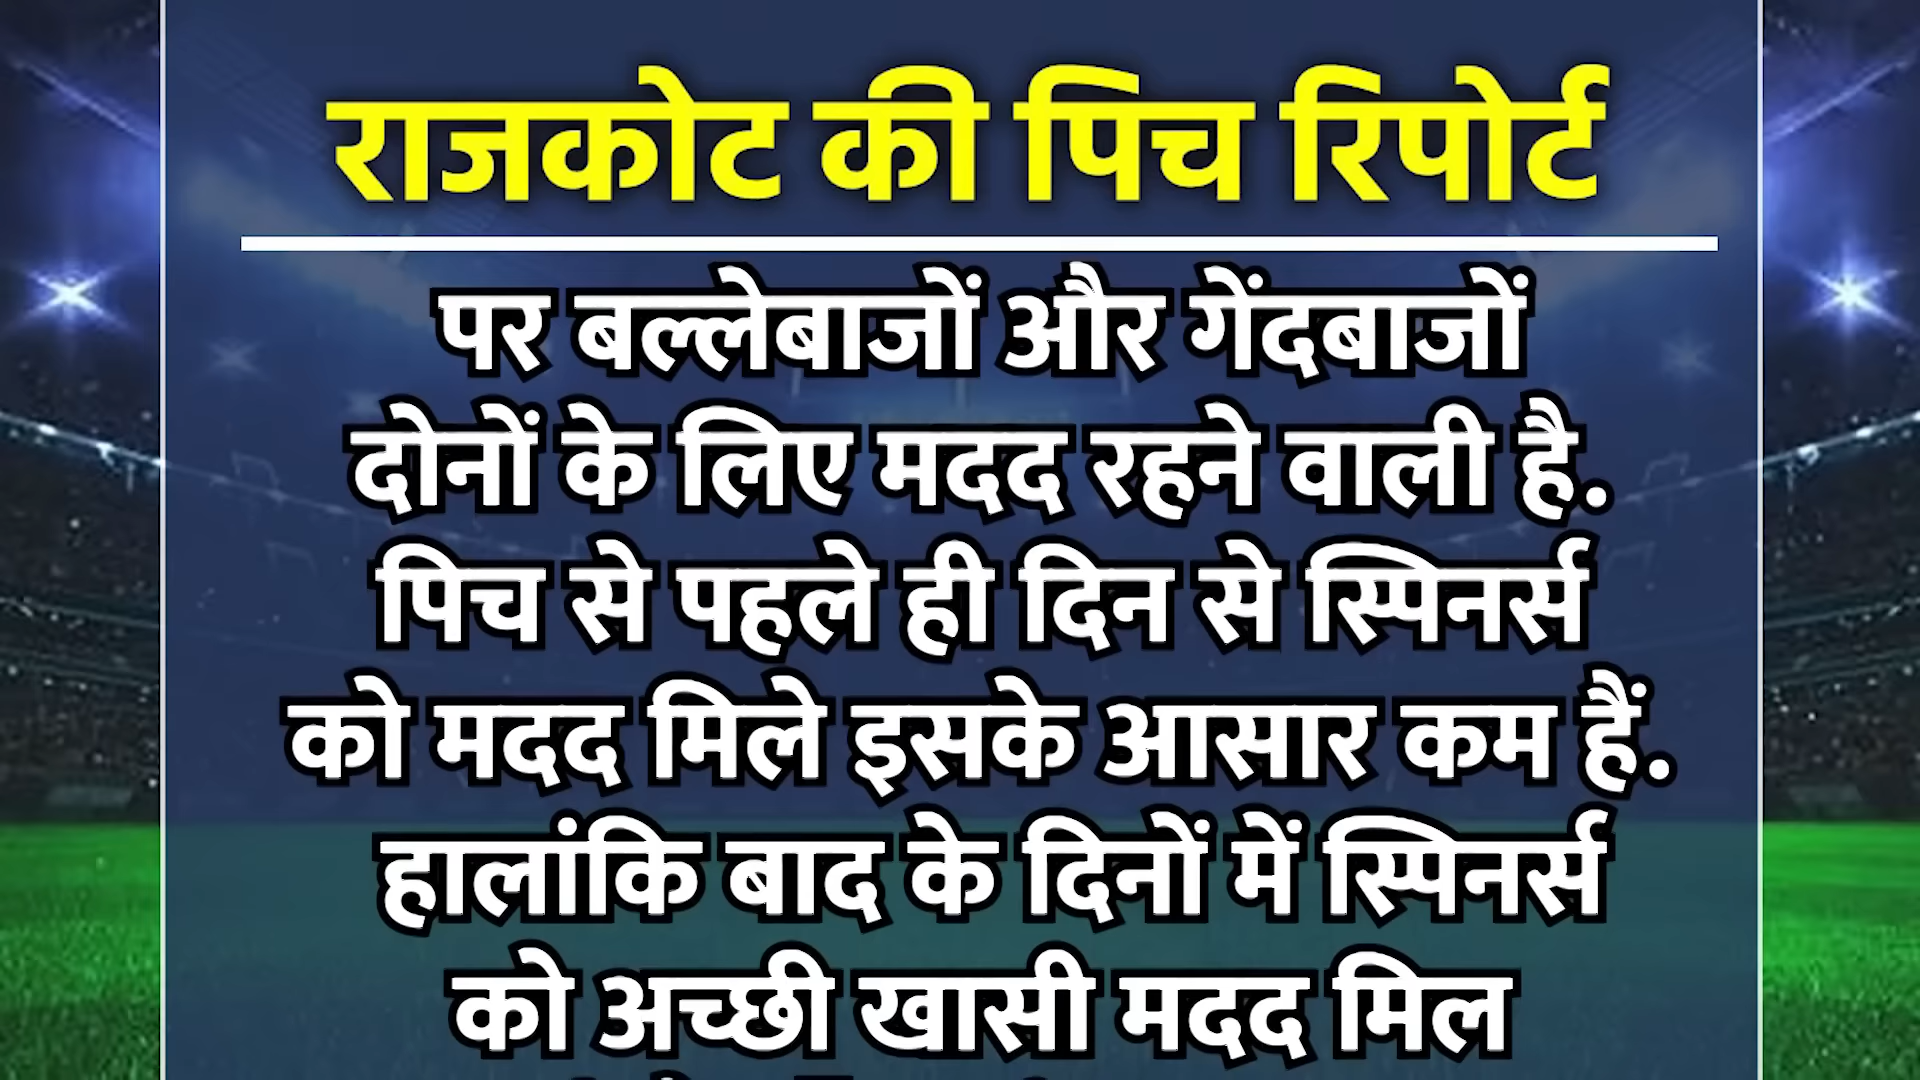 राजकोट की पिच रिपोर्ट
पर बल्लेबाजों और गेंदबाजों
दोनों के लिए मदद रहने वाली है.
पिच से पहले ही दिन से स्पिनर्स
को मदद मिले इसके आसार कम हैं.
हालांकि बाद के दिनों में स्पिनर्स
को अच्छी खासी मदद मिल